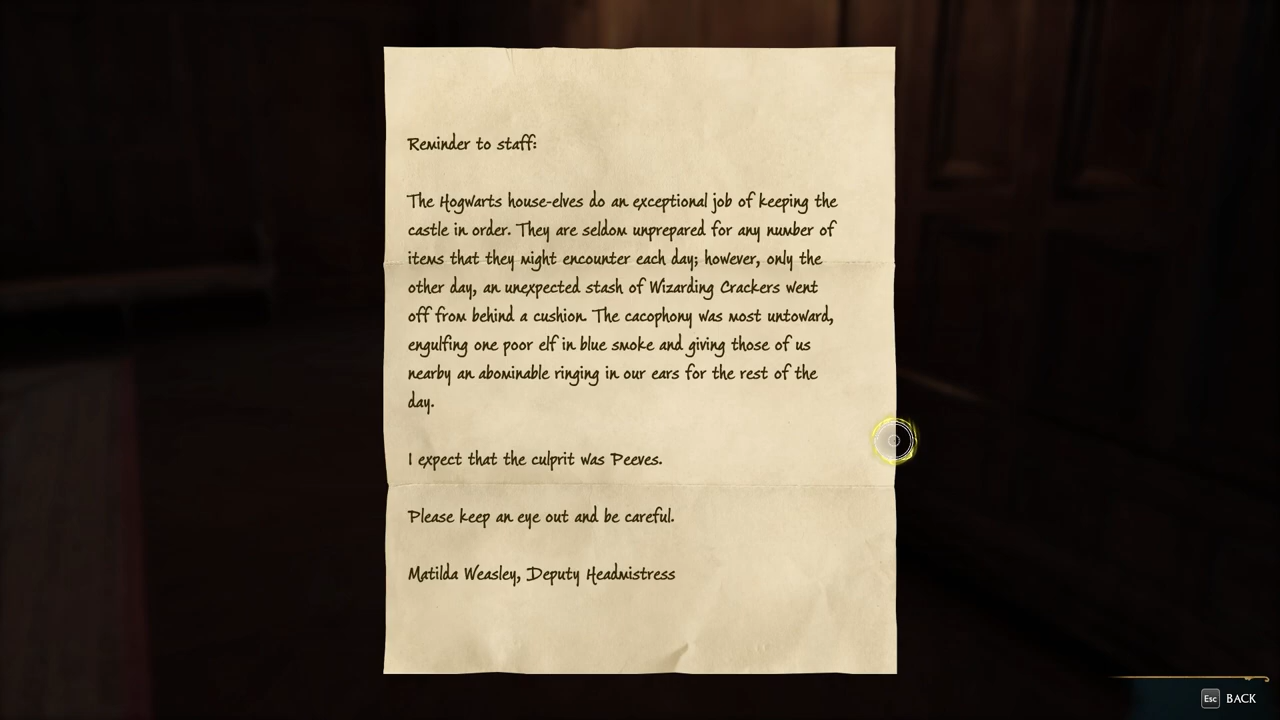 Reminder to staff:
The Hogwarts house-elves do an exceptional job of keeping the
castle in order. They are seldom unprepared for any number of
items that they might encounter each day; however, only the
other day, an unexpected stash of Wizarding Crackers went
off from behind a cushion. The cacophony was most untoward,
engulfing one poor elf in blue smoke and giving those of us
nearby an abominable ringing in our ears for the rest of the
day.
I expect that the culprit was Peeves.
Please keep an eye out and be careful.
Matilda Weasley, Deputy Headmistress
Esc BACK